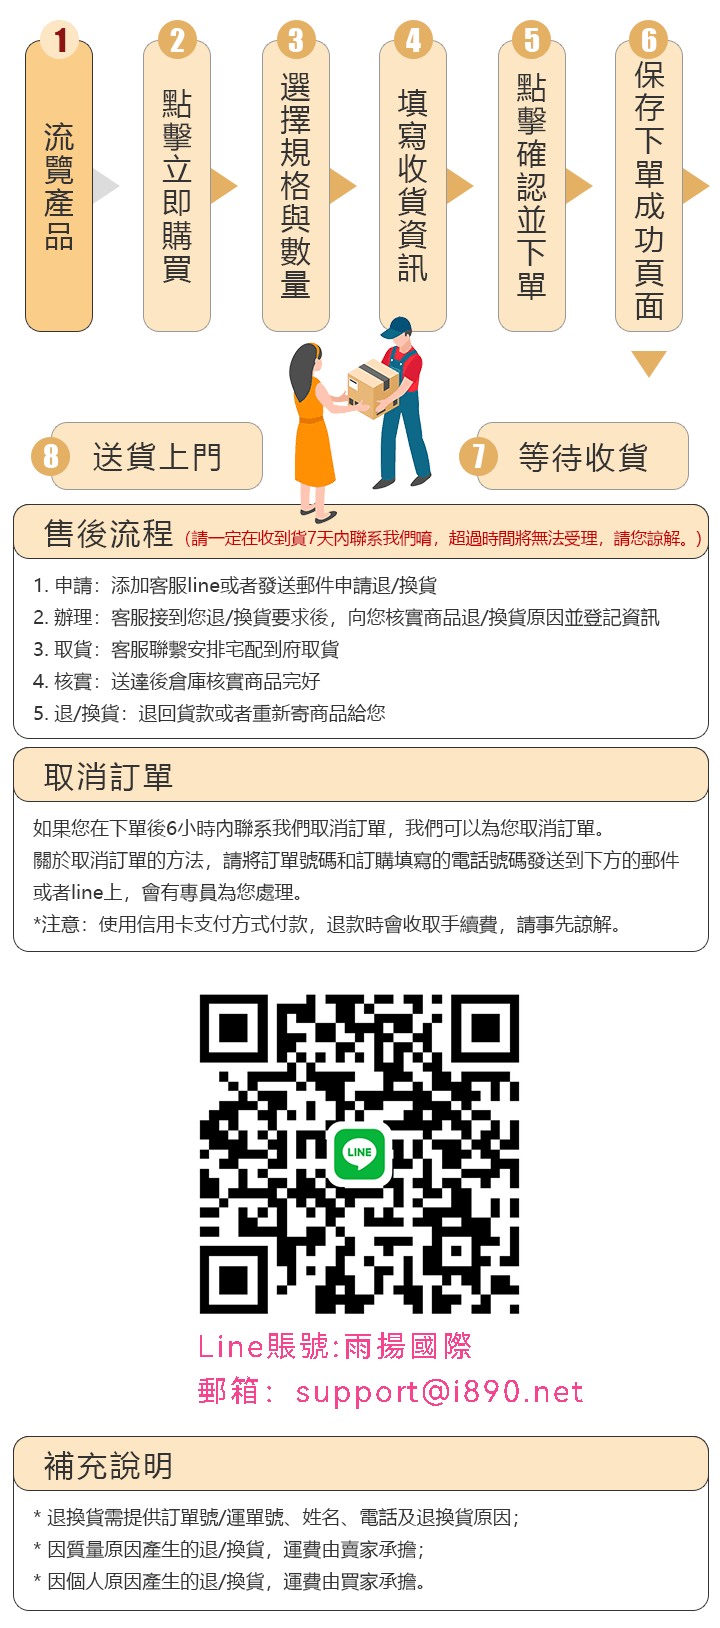 1
流覽產品
2
點擊立即購買
3
選擇規格與數量
4
填寫收貨資訊
5
點擊確認並下單
6
保存下單成功頁面
7
等待收貨
8
送貨上門
售後流程（請一定在收到貨7天內聯系我們唷，超過時間將無法受理，請您諒解。）
1. 申請：添加客服line或者發送郵件申請退/換貨
2. 辦理：客服接到您退/換貨要求後，向您核實商品退/換貨原因並登記資訊
3. 取貨：客服聯繫安排宅配到府取貨
4. 核實：送達後倉庫核實商品完好
5. 退/換貨：退回貨款或者重新寄商品給您
取消訂單
如果您在下單後6小時內聯系我們取消訂單，我們可以為您取消訂單。
關於取消訂單的方法，請將訂單號碼和訂購填寫的電話號碼發送到下方的郵件
或者line上，會有專員為您處理。
*注意：使用信用卡支付方式付款，退款時會收取手續費，請事先諒解。
LINE
Line賬號:雨揚國際
郵箱：support@i890.net
補充說明
* 退換貨需提供訂單號/運單號、姓名、電話及退換貨原因；
* 因質量原因產生的退/換貨，運費由賣家承擔；
* 因個人原因產生的退/換貨，運費由買家承擔。